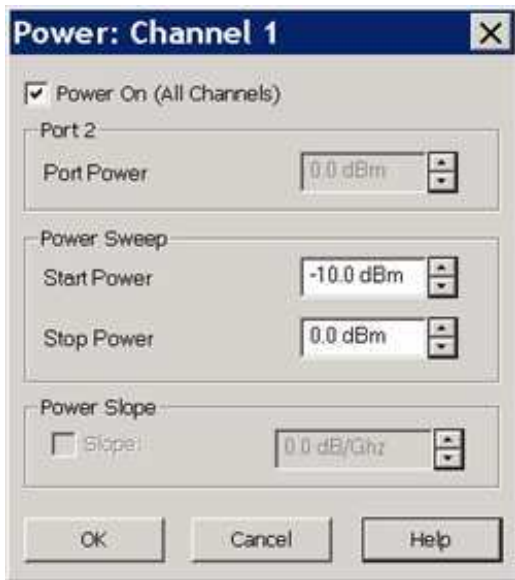 Power: Channel 1
Power On (All Channels)
Port 2
Port Power 0.0 dBm
Power Sweep
Start Power -10.0 dBm
Stop Power 0.0 dBm
Power Slope
Slope: 0.0 dB/Ghz
OK Cancel Help